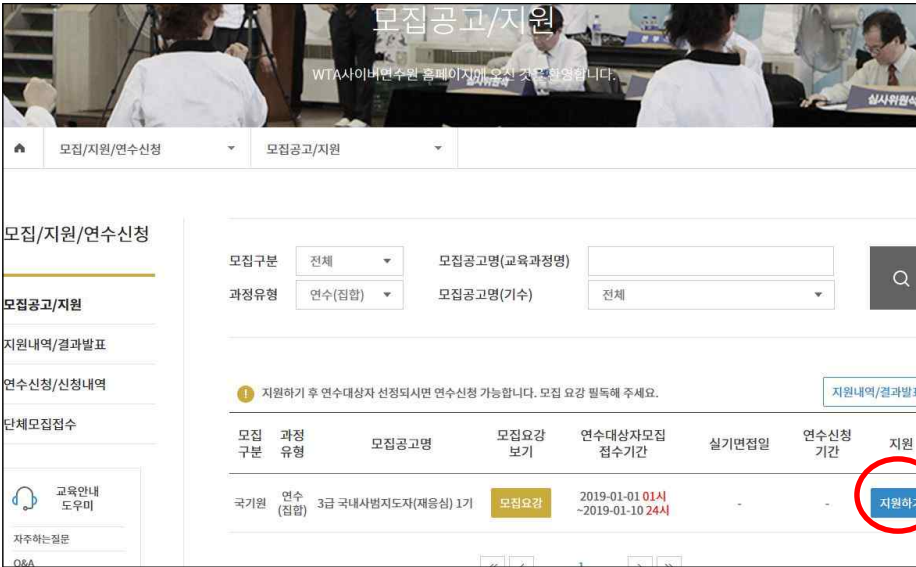 모집공고/지원
WTA사이버연수원 홈페이지에 오신 것을 환영합니다.
심사위원석
심사위원석
모집/지원/연수신청 모집공고/지원
모집/지원/연수신청
모집공고/지원
지원내역/결과발표
연수신청/신청내역
단체모집접수
교육안내
도우미
자주하는질문
Q&A
모집구분 전체 모집공고명(교육과정명)
과정유형 연수(집합) 모집공고명(기수) 전체
지원하기 후 연수대상자 선정되시면 연수신청 가능합니다. 모집 요강 필독해 주세요.
지원내역/결과발표
모집
구분
과정
유형
모집공고명
모집요강
보기
연수대상자모집
접수기간
실기면접일
연수신청
기간
지원
국기원
연수
(집합)
3급 국내사범지도자(재응심) 1기
모집요강
2019-01-01 01시
~2019-01-10 24시
-
-
지원하기
« < 1 > »